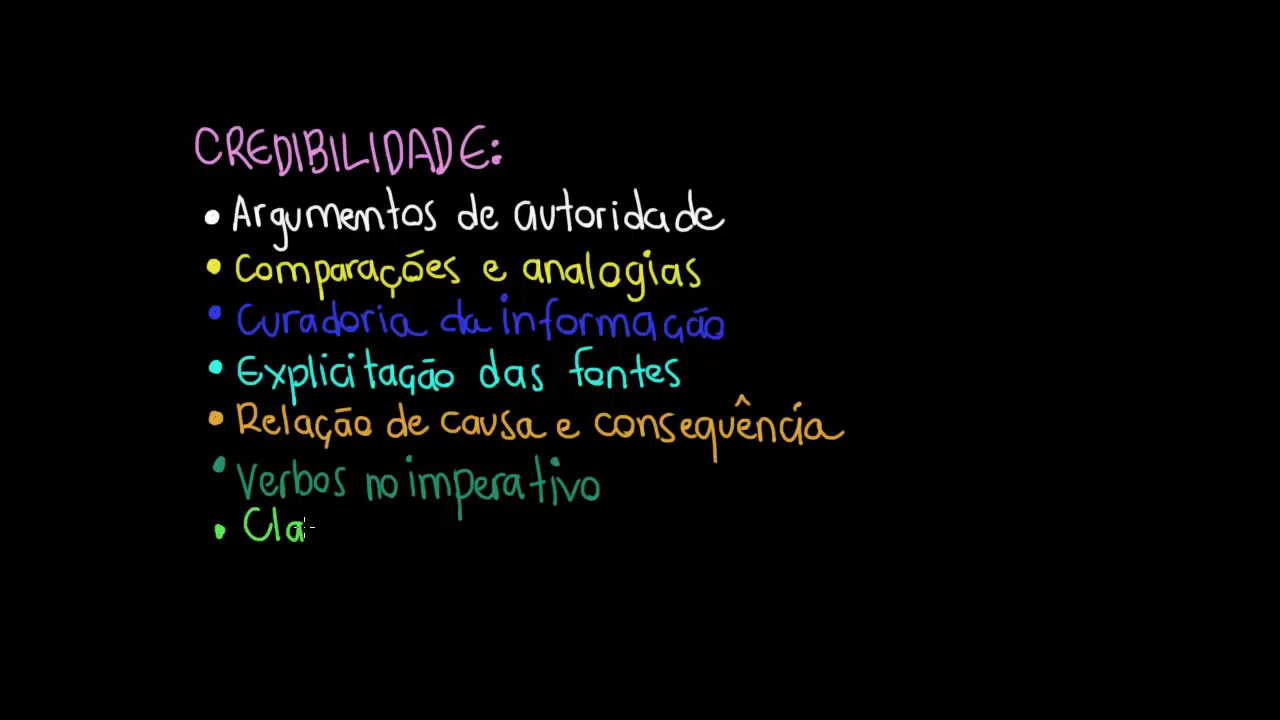 CREDIBILIDADE:
• Argumentos de autoridade
• Comparações e analogias
• Curadoria da informação
• Explicitação das fontes
• Relação de causa e consequência
• Verbos no imperativo
• Cla